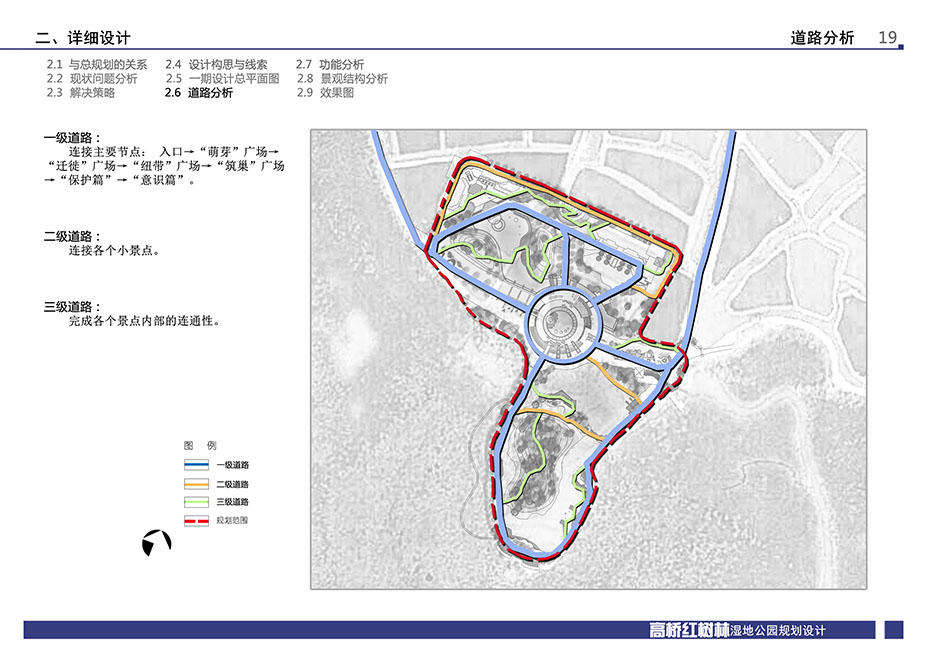 二、详细设计
道路分析 19
2.1 与总规划的关系 2.4 设计构思与线索 2.7 功能分析
2.2 现状问题分析 2.5 一期设计总平面图 2.8 景观结构分析
2.3 解决策略 2.6 道路分析 2.9 效果图
一级道路：
连接主要节点： 入口→“萌芽”广场→
“迁徙”广场→“纽带”广场→“筑巢”广场
→“保护篇”→“意识篇”。
二级道路：
连接各个小景点。
三级道路：
完成各个景点内部的连通性。
图 例
一级道路
二级道路
三级道路
规划范围
高桥红树林湿地公园规划设计